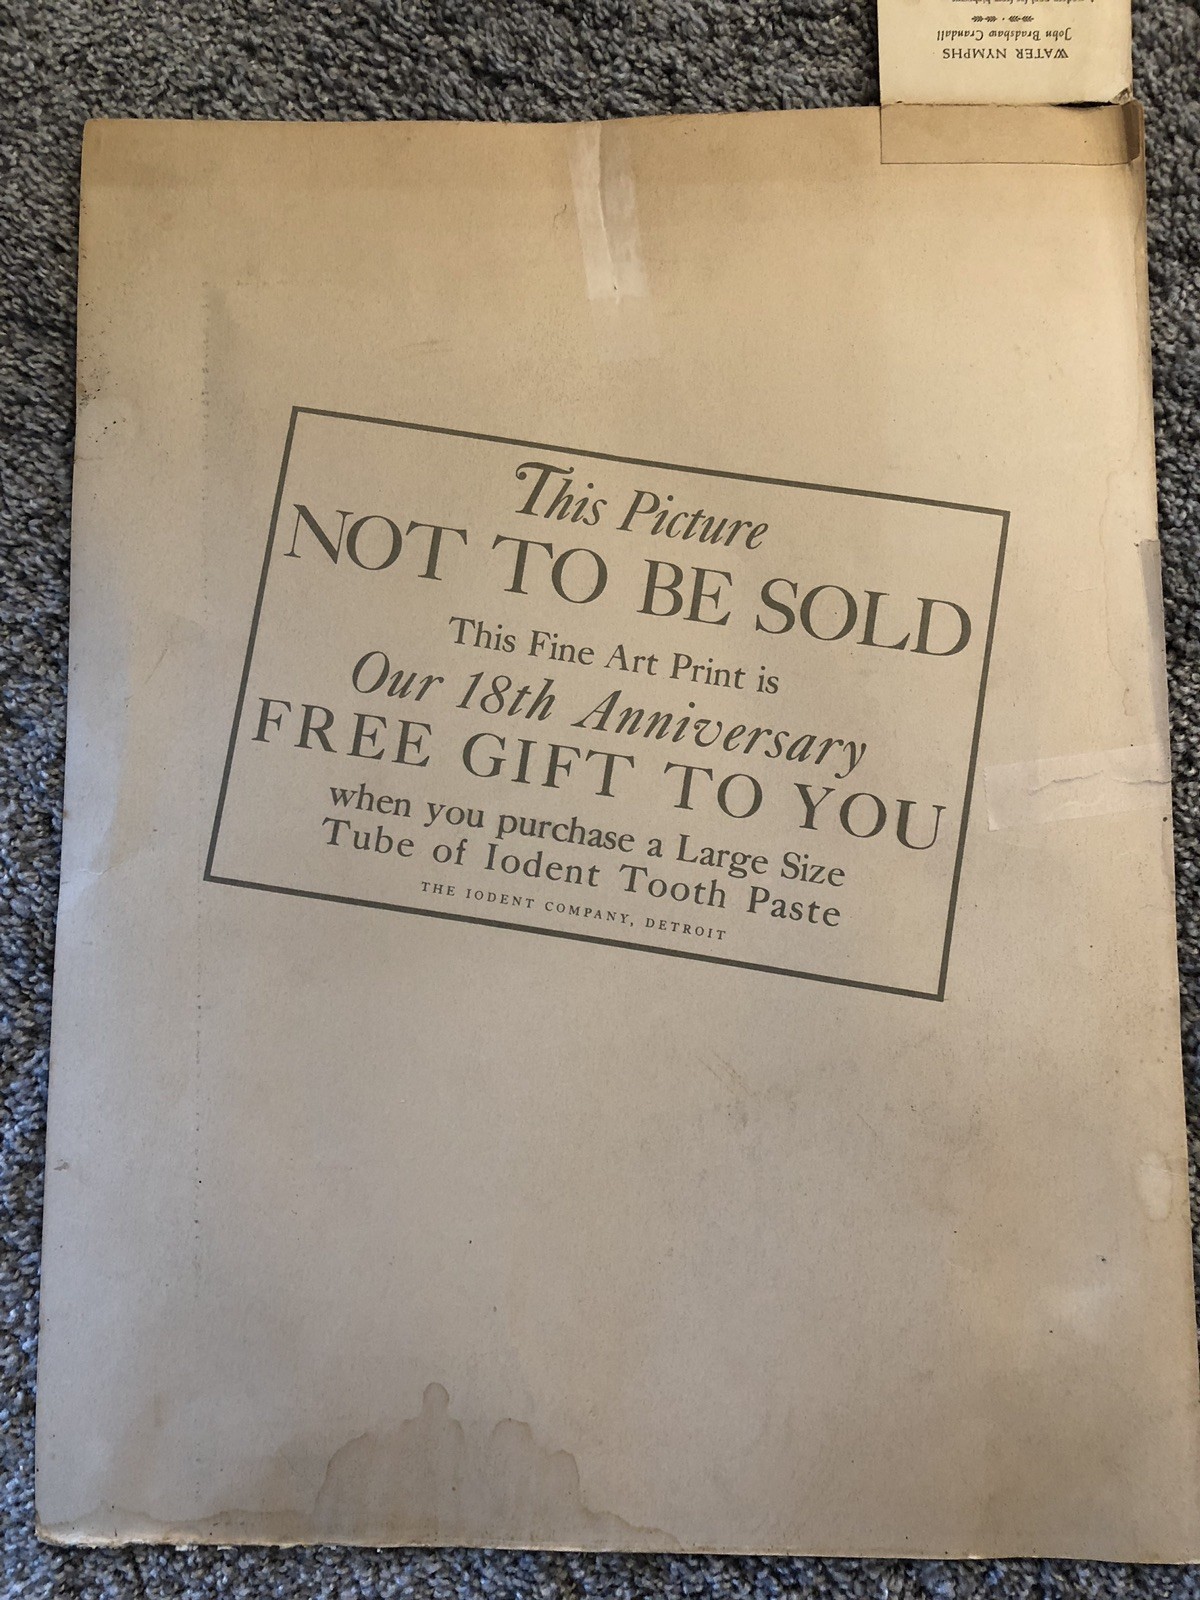 WATER NYMPHS
John Bradshaw Crandall
This Picture
NOT TO BE SOLD
This Fine Art Print is
Our 18th Anniversary
FREE GIFT TO YOU
when you purchase a Large Size
Tube of Iodent Tooth Paste
THE IODENT COMPANY, DETROIT